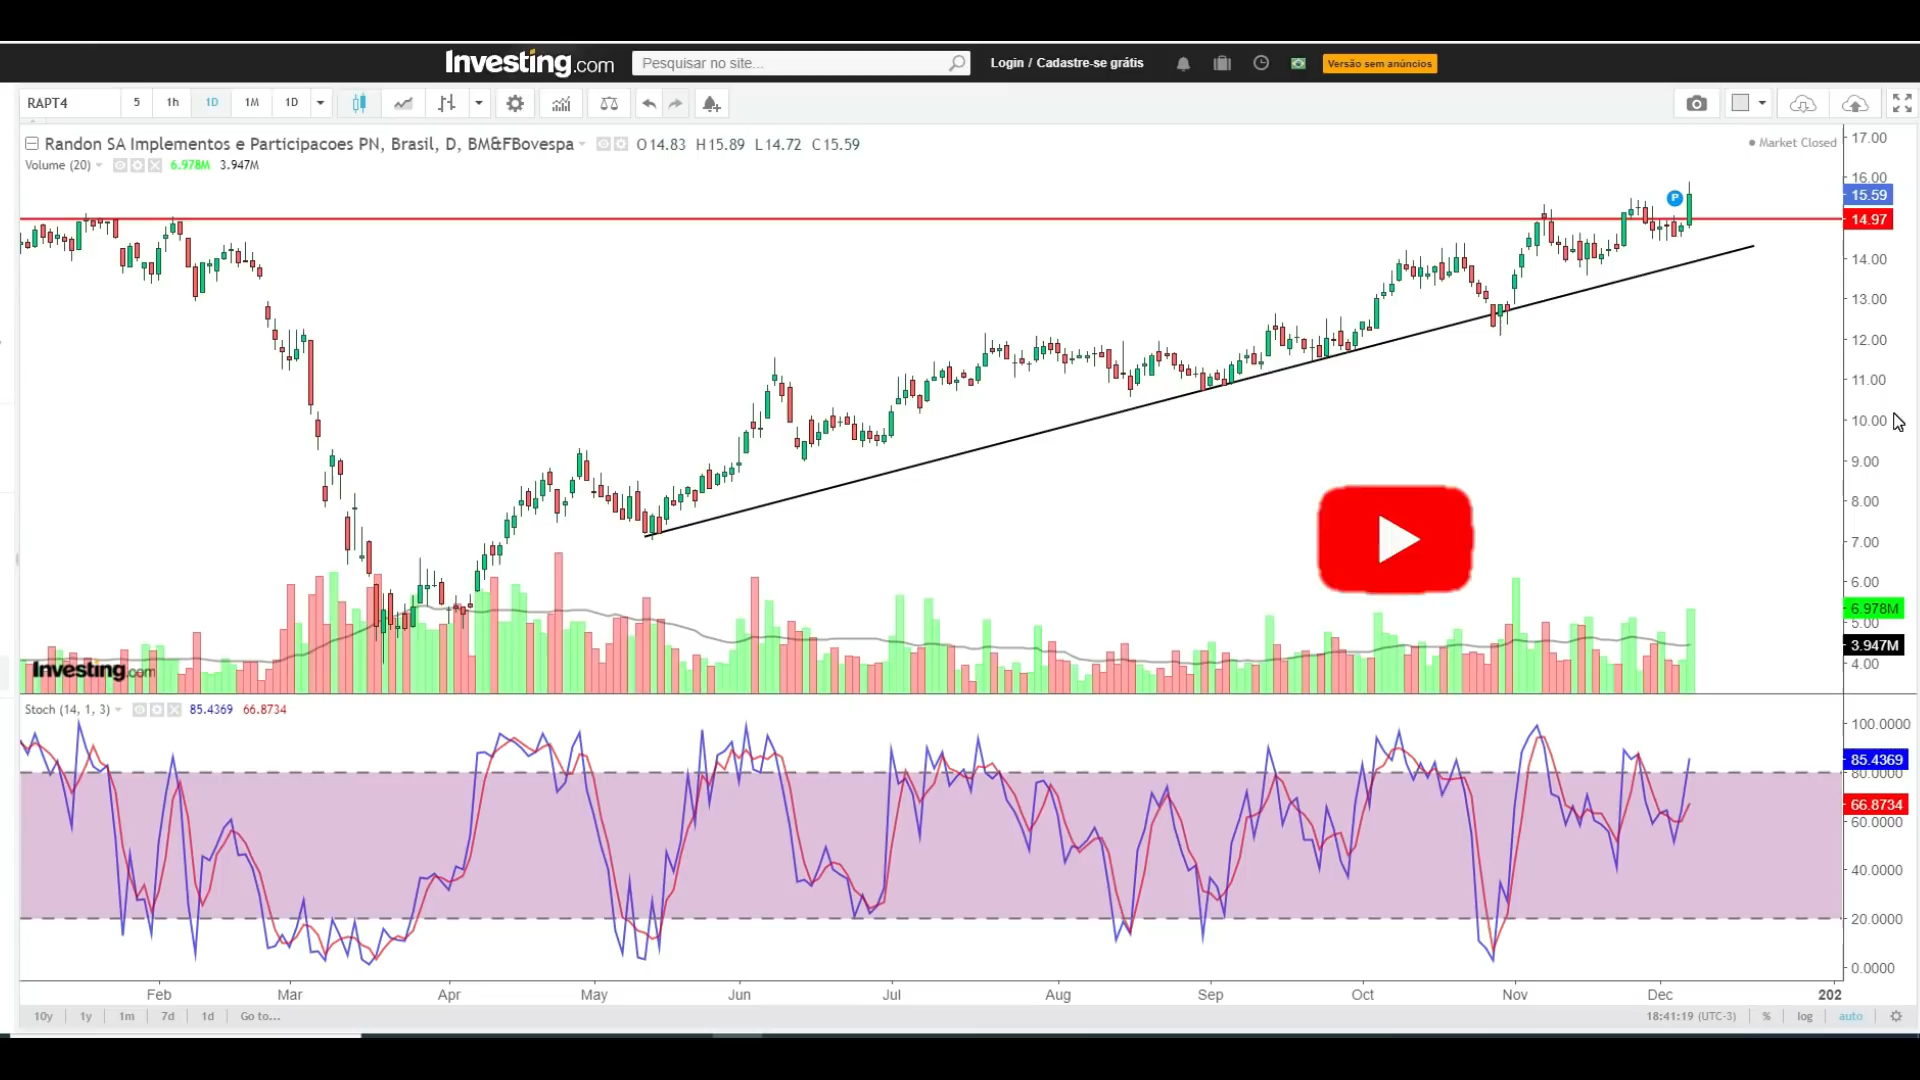 Investing.com
Pesquisar no site...
Login / Cadastre-se grátis
Versão sem anúncios
RAPT4 5 1h 1D 1M 1D
Randon SA Implementos e Participacoes PN, Brasil, D, BM&FBovespa O14.83 H15.89 L14.72 C15.59
Market Closed
Volume (20) 6.978M 3.947M
17.00
16.00
15.59
14.97
14.00
13.00
12.00
11.00
10.00
9.00
8.00
7.00
6.00
6.978M
5.00
3.947M
4.00
P
Investing.com
Stoch (14, 1, 3) 85.4369 66.8734
100.0000
85.4369
80.0000
66.8734
60.0000
40.0000
20.0000
0.0000
Feb Mar Apr May Jun Jul Aug Sep Oct Nov Dec 202
10y 1y 1m 7d 1d Go to... 18:41:19 (UTC-3) % log auto